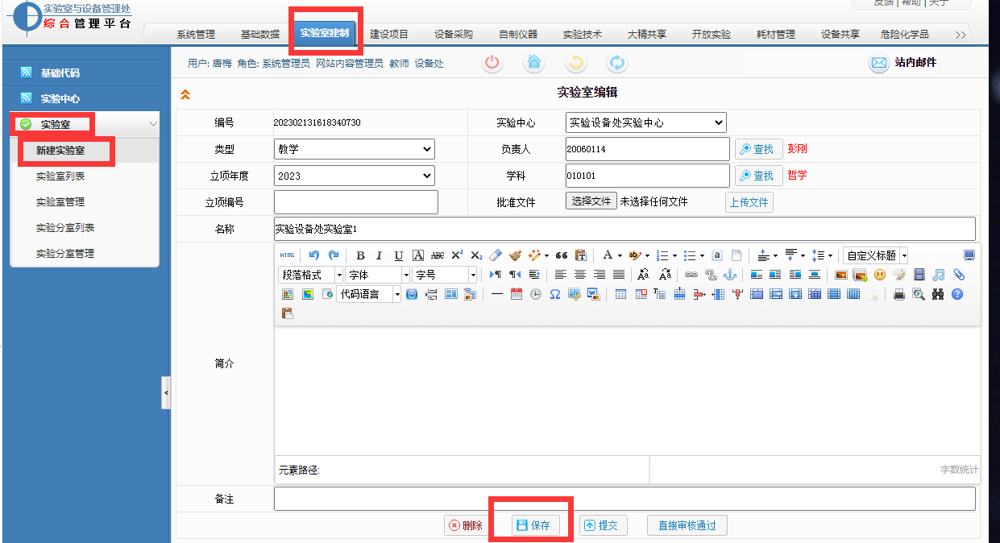 实验室与设备管理处
反馈 | 帮助 | 关于
综合管理平台
系统管理 基础数据 实验室建制 建设项目 设备采购 自制仪器 实验技术 大精共享 开放实验 耗材管理 设备共享 危险化学品 >>
用户: 唐梅 角色: 系统管理员 网站内容管理员 教师 设备处
站内邮件
基础代码
实验中心
实验室
新建实验室
实验室列表
实验室管理
实验分室列表
实验分室管理
实验室编辑
编号 202302131618340730 实验中心 实验设备处实验中心
类型 教学 负责人 20060114 查找 彭刚
立项年度 2023 学科 010101 查找 哲学
立项编号 批准文件 选择文件 未选择任何文件 上传文件
名称 实验设备处实验室1
HTML B I U A ABC X² X₂ A 自定义标题
段落格式 字体 字号
代码语言
简介
元素路径: 字数统计
备注
删除 保存 提交 直接审核通过